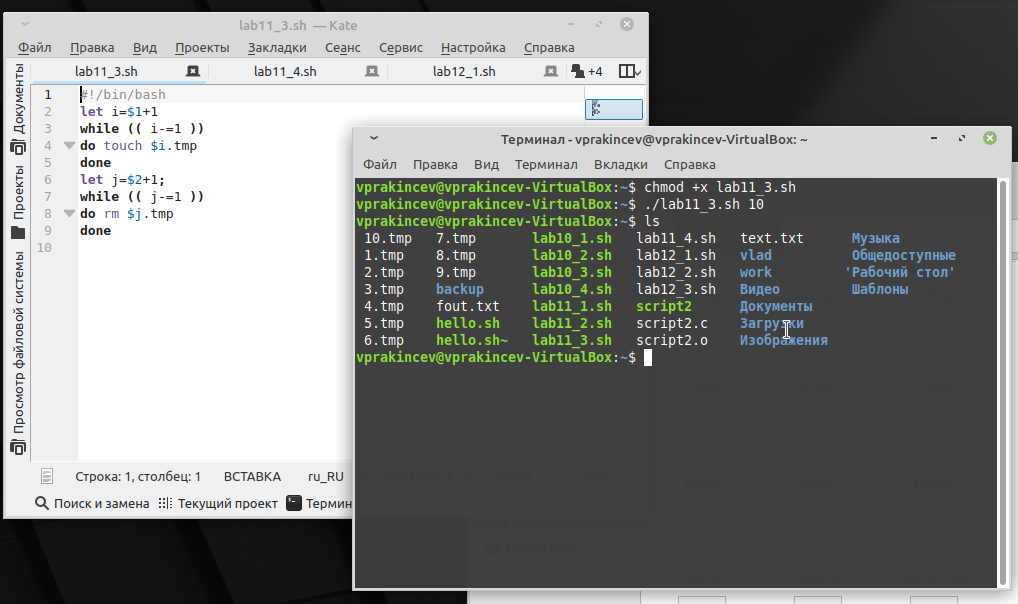 lab11_3.sh — Kate
Файл Правка Вид Проекты Закладки Сеанс Сервис Настройка Справка
lab11_3.sh lab11_4.sh lab12_1.sh +4
Документы
Проекты
Просмотр файловой системы
1 #!/bin/bash
2 let i=$1+1
3 while (( i-=1 ))
4 do touch $i.tmp
5 done
6 let j=$2+1;
7 while (( j-=1 ))
8 do rm $j.tmp
9 done
10
Строка: 1, столбец: 1 ВСТАВКА ru_RU
Поиск и замена Текущий проект Термин
Терминал - vprakincev@vprakincev-VirtualBox: ~
Файл Правка Вид Терминал Вкладки Справка
vprakincev@vprakincev-VirtualBox:~$ chmod +x lab11_3.sh
vprakincev@vprakincev-VirtualBox:~$ ./lab11_3.sh 10
vprakincev@vprakincev-VirtualBox:~$ ls
10.tmp 7.tmp lab10_1.sh lab11_4.sh text.txt Музыка
1.tmp 8.tmp lab10_2.sh lab12_1.sh vlad Общедоступные
2.tmp 9.tmp lab10_3.sh lab12_2.sh work 'Рабочий стол'
3.tmp backup lab10_4.sh lab12_3.sh Видео Шаблоны
4.tmp fout.txt lab11_1.sh script2 Документы
5.tmp hello.sh lab11_2.sh script2.c Загрузки
6.tmp hello.sh~ lab11_3.sh script2.o Изображения
vprakincev@vprakincev-VirtualBox:~$